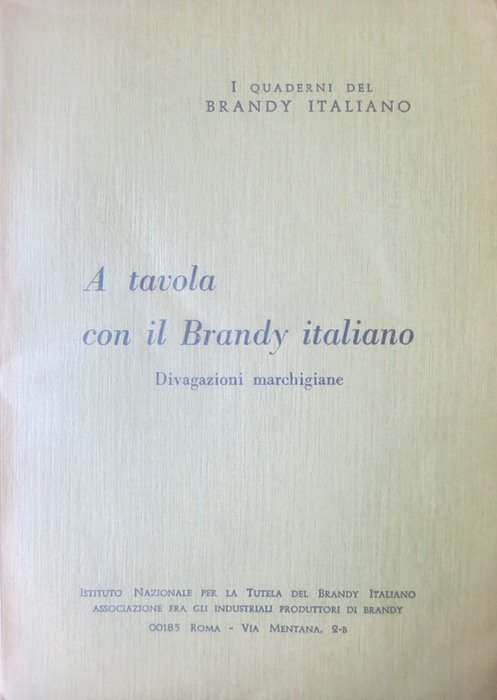 I QUADERNI DEL
BRANDY ITALIANO
A tavola
con il Brandy italiano
Divagazioni marchigiane
ISTITUTO NAZIONALE PER LA TUTELA DEL BRANDY ITALIANO
ASSOCIAZIONE FRA GLI INDUSTRIALI PRODUTTORI DI BRANDY
00185 ROMA - VIA MENTANA, 2-B